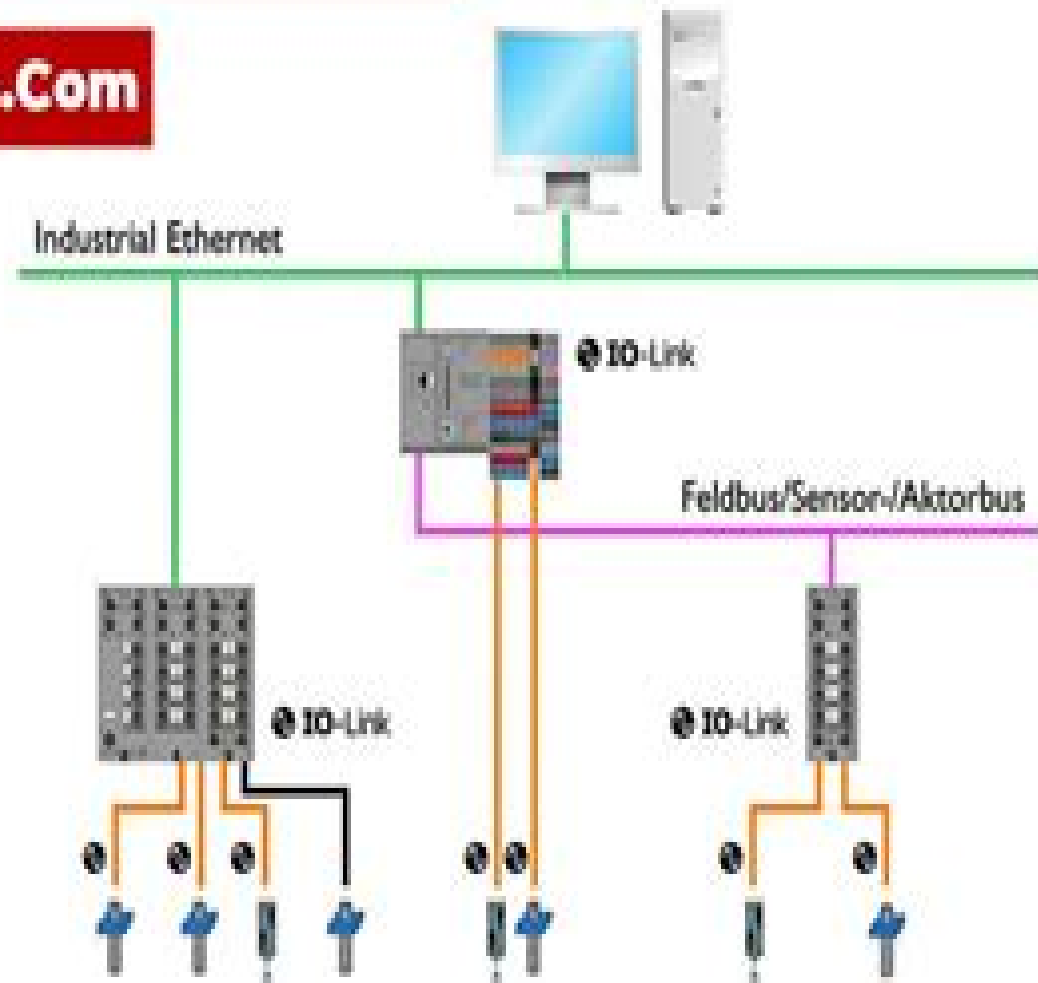 .Com
Industrial Ethernet
IO-Link
Feldbus/Sensor-/Aktorbus
IO-Link
IO-Link